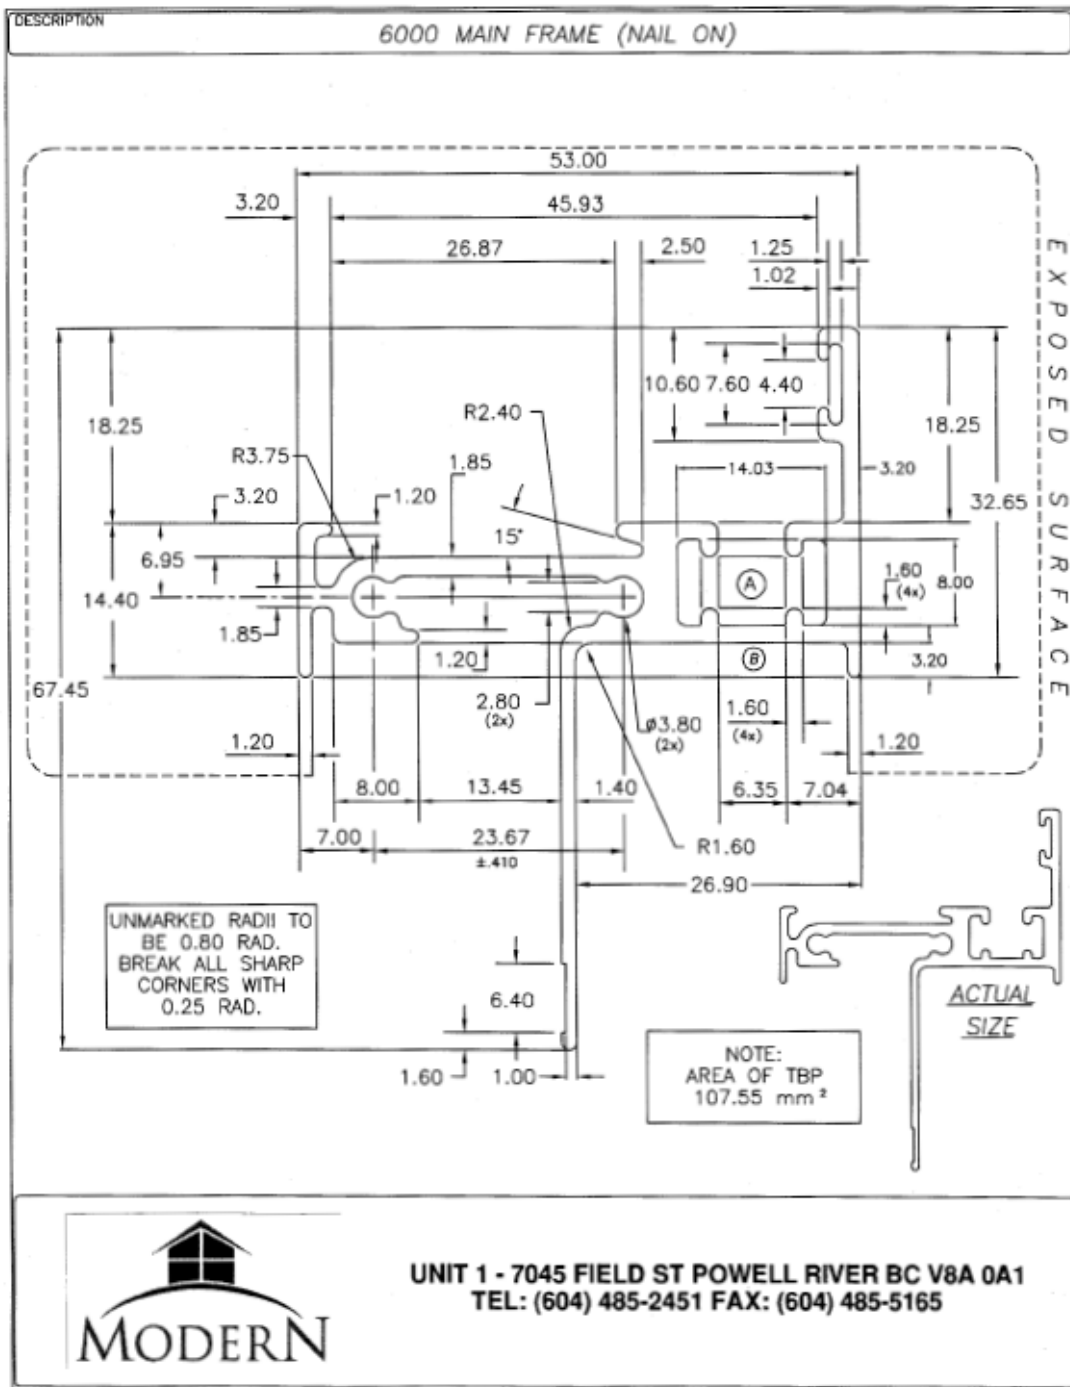 DESCRIPTION
6000 MAIN FRAME (NAIL ON)
53.00
3.20
45.93
26.87
2.50
1.25
1.02
EXPOSED SURFACE
10.60
7.60
4.40
18.25
R2.40
18.25
R3.75
1.85
14.03
3.20
3.20
1.20
32.65
15°
6.95
1.60
(4x)
8.00
A
14.40
1.85
1.20
B
3.20
67.45
2.80
(2x)
ø3.80
(2x)
1.60
(4x)
1.20
1.20
8.00
13.45
1.40
6.35
7.04
7.00
23.67
±.410
R1.60
26.90
UNMARKED RADII TO
BE 0.80 RAD.
BREAK ALL SHARP
CORNERS WITH
0.25 RAD.
6.40
ACTUAL
SIZE
1.60
1.00
NOTE:
AREA OF TBP
107.55 mm²
MODERN
UNIT 1 - 7045 FIELD ST POWELL RIVER BC V8A 0A1
TEL: (604) 485-2451 FAX: (604) 485-5165